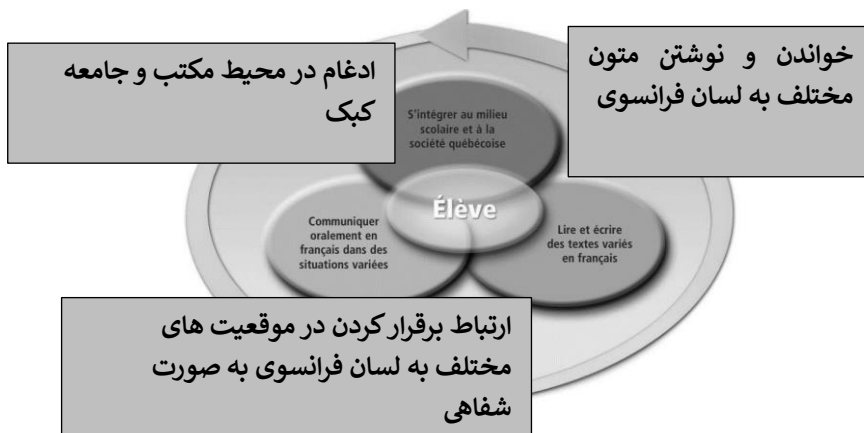 خواندن و نوشتن متون
مختلف به لسان فرانسوی
ادغام در محیط مکتب و جامعه
کبک
S'intégrer au milieu
scolaire et à la
société québécoise
Élève
Communiquer
oralement en
français dans des
situations variées
Lire et écrire
des textes variés
en français
ارتباط برقرار کردن در موقعیت های
مختلف به لسان فرانسوی به صورت
شفاهی